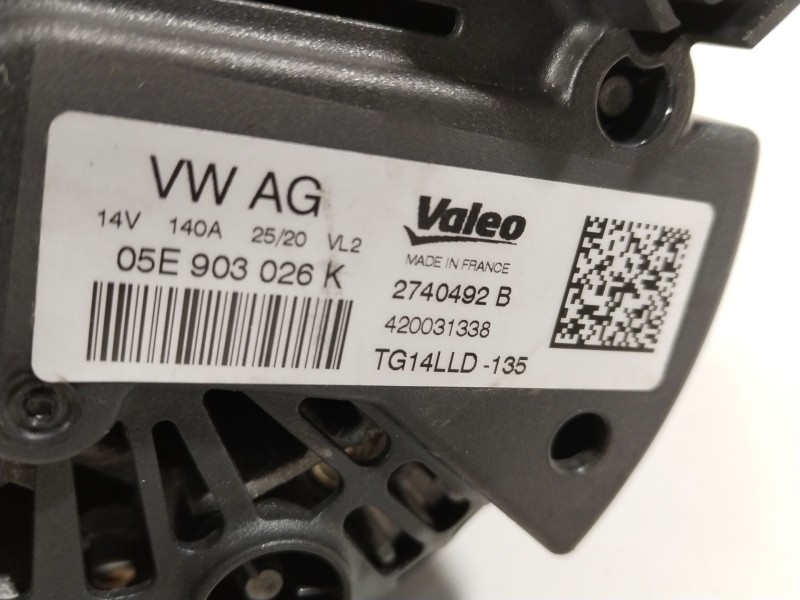 VW AG
14V 140A 25/20 VL2
05E 903 026 K
Valeo
MADE IN FRANCE
2740492 B
420031338
TG14LLD -135